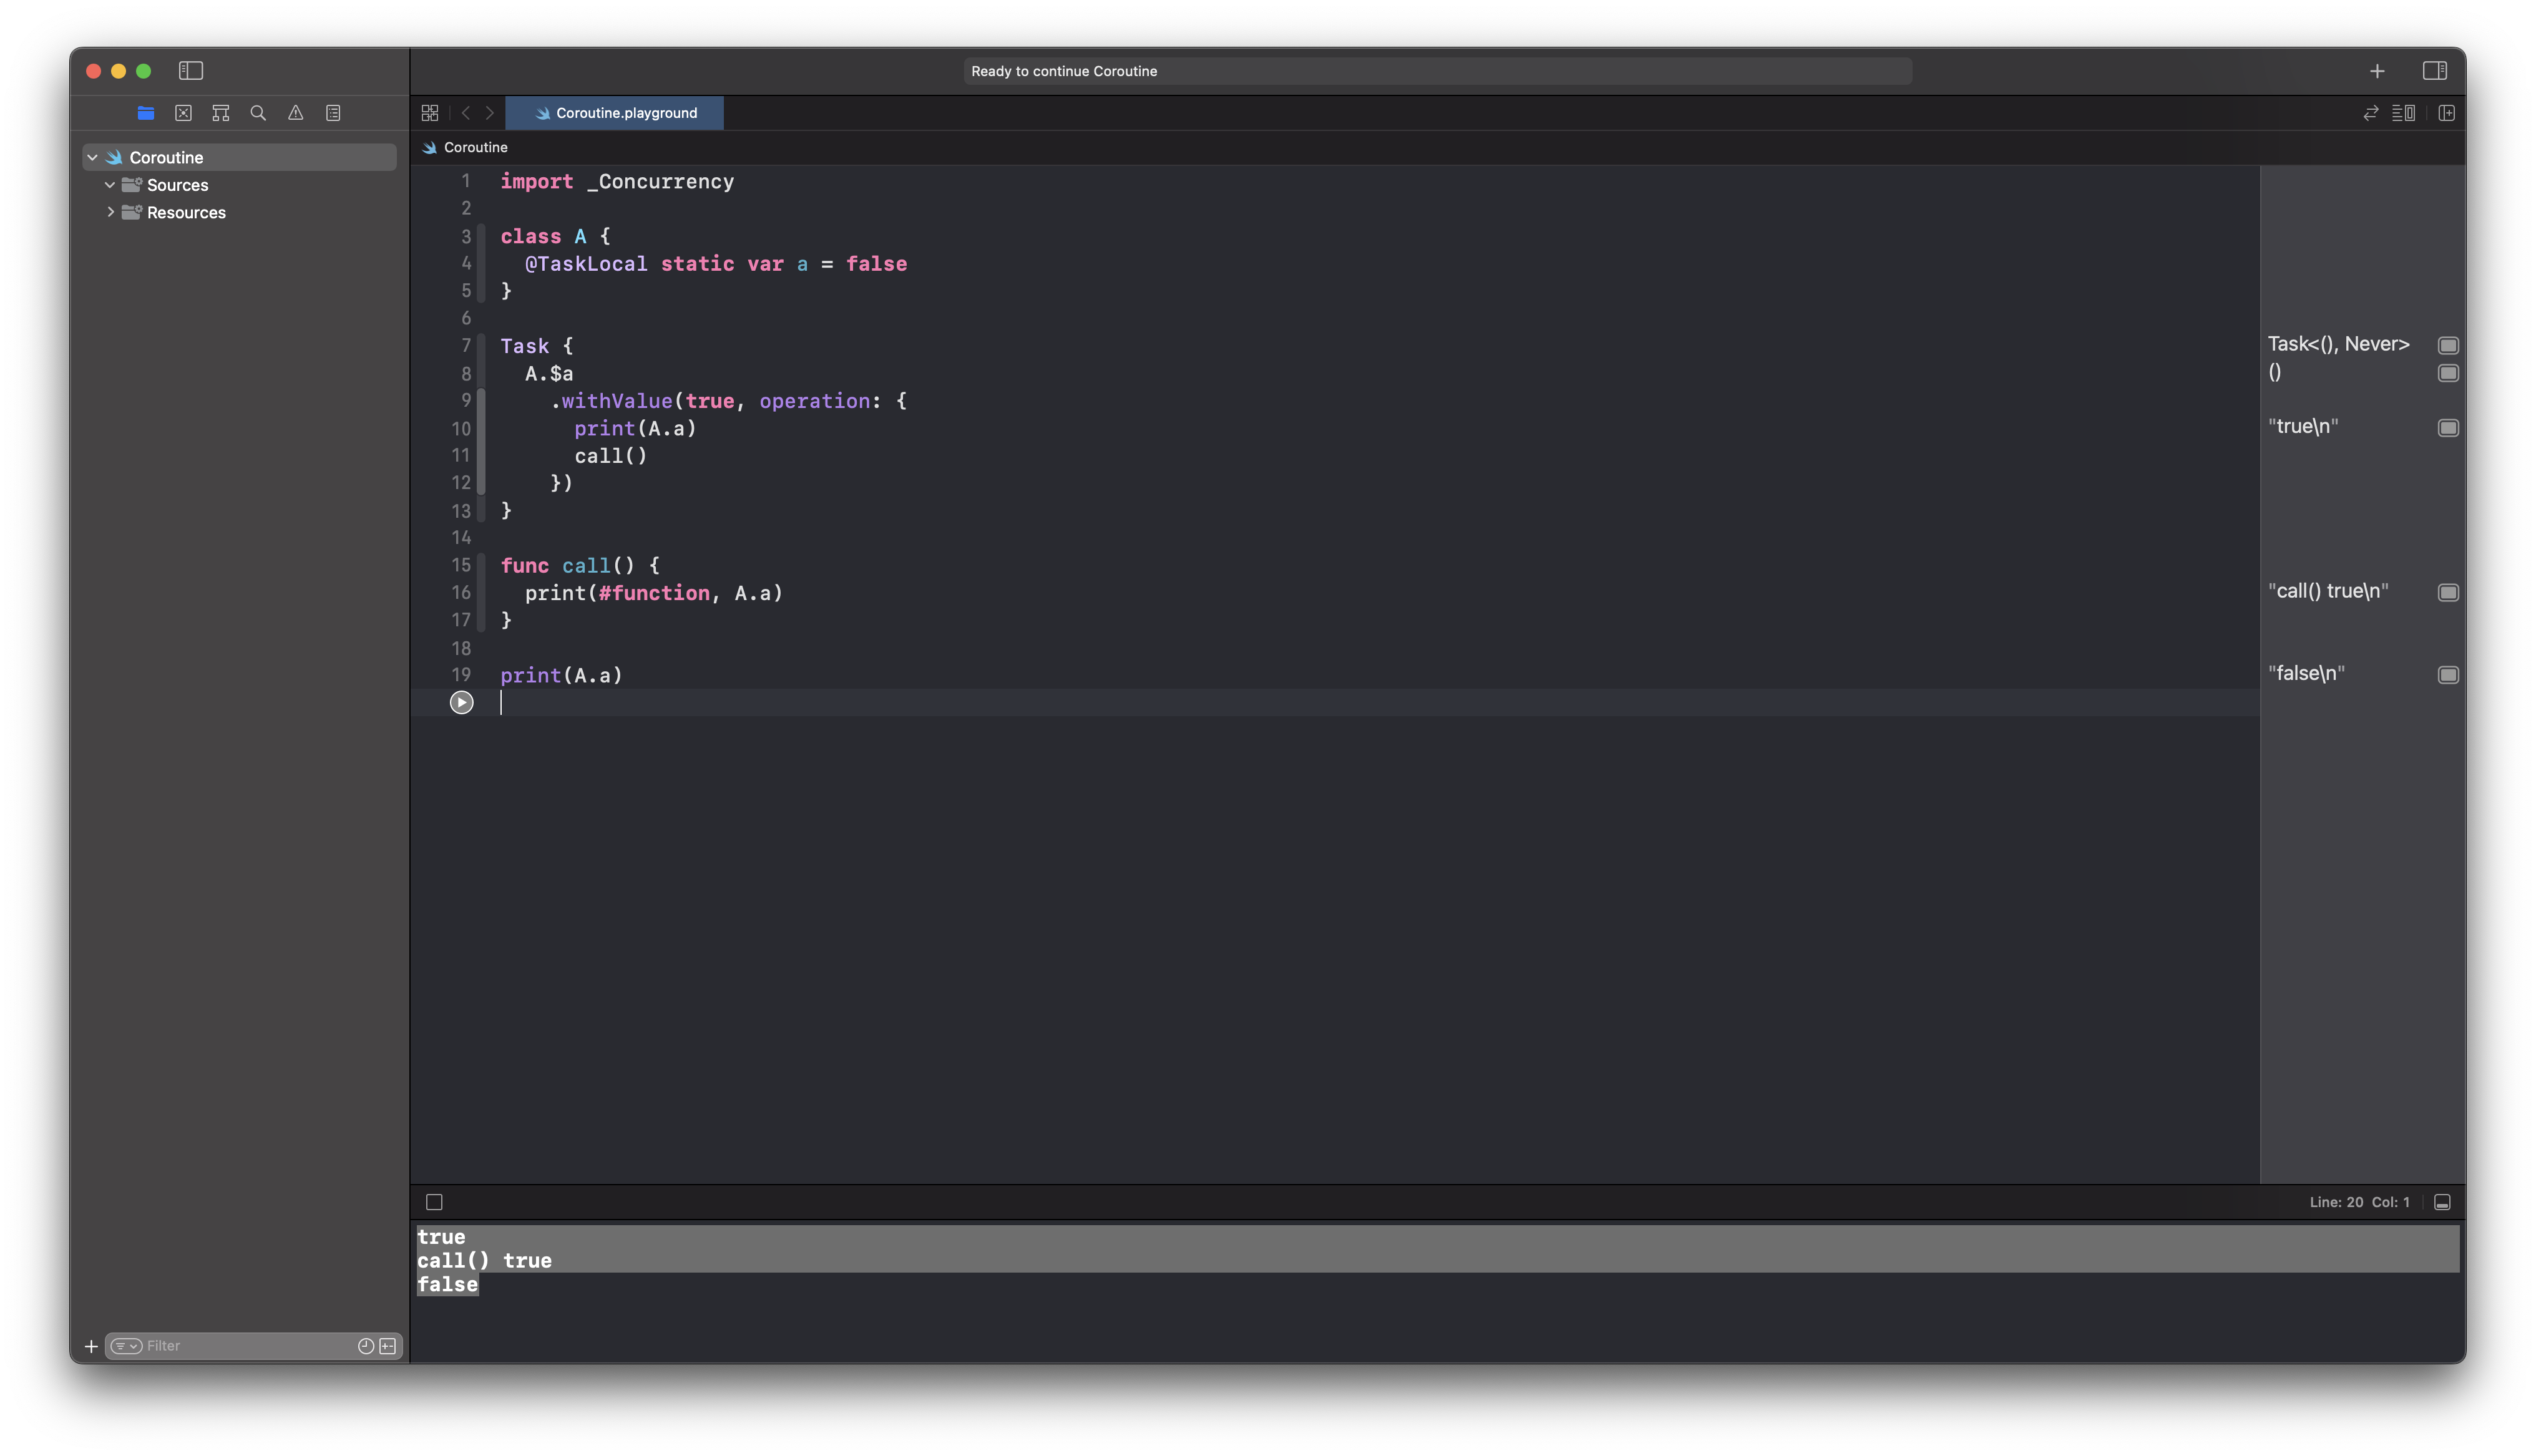 Ready to continue Coroutine
Coroutine.playground
Coroutine
Sources
Resources
Coroutine
1 import _Concurrency
2
3 class A {
4   @TaskLocal static var a = false
5 }
6
7 Task {
Task<(), Never>
8   A.$a
()
9     .withValue(true, operation: {
10       print(A.a)
"true\n"
11       call()
12     })
13 }
14
15 func call() {
16   print(#function, A.a)
"call() true\n"
17 }
18
19 print(A.a)
"false\n"
Line: 20 Col: 1
true
call() true
false
Filter